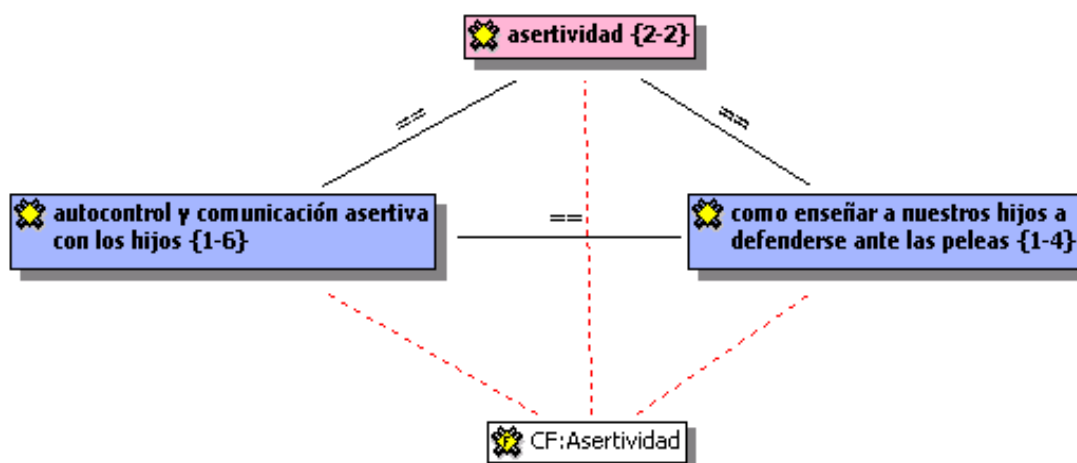 asertividad {2-2}
==
==
autocontrol y comunicación asertiva
con los hijos {1-6}
==
como enseñar a nuestros hijos a
defenderse ante las peleas {1-4}
CF:Asertividad